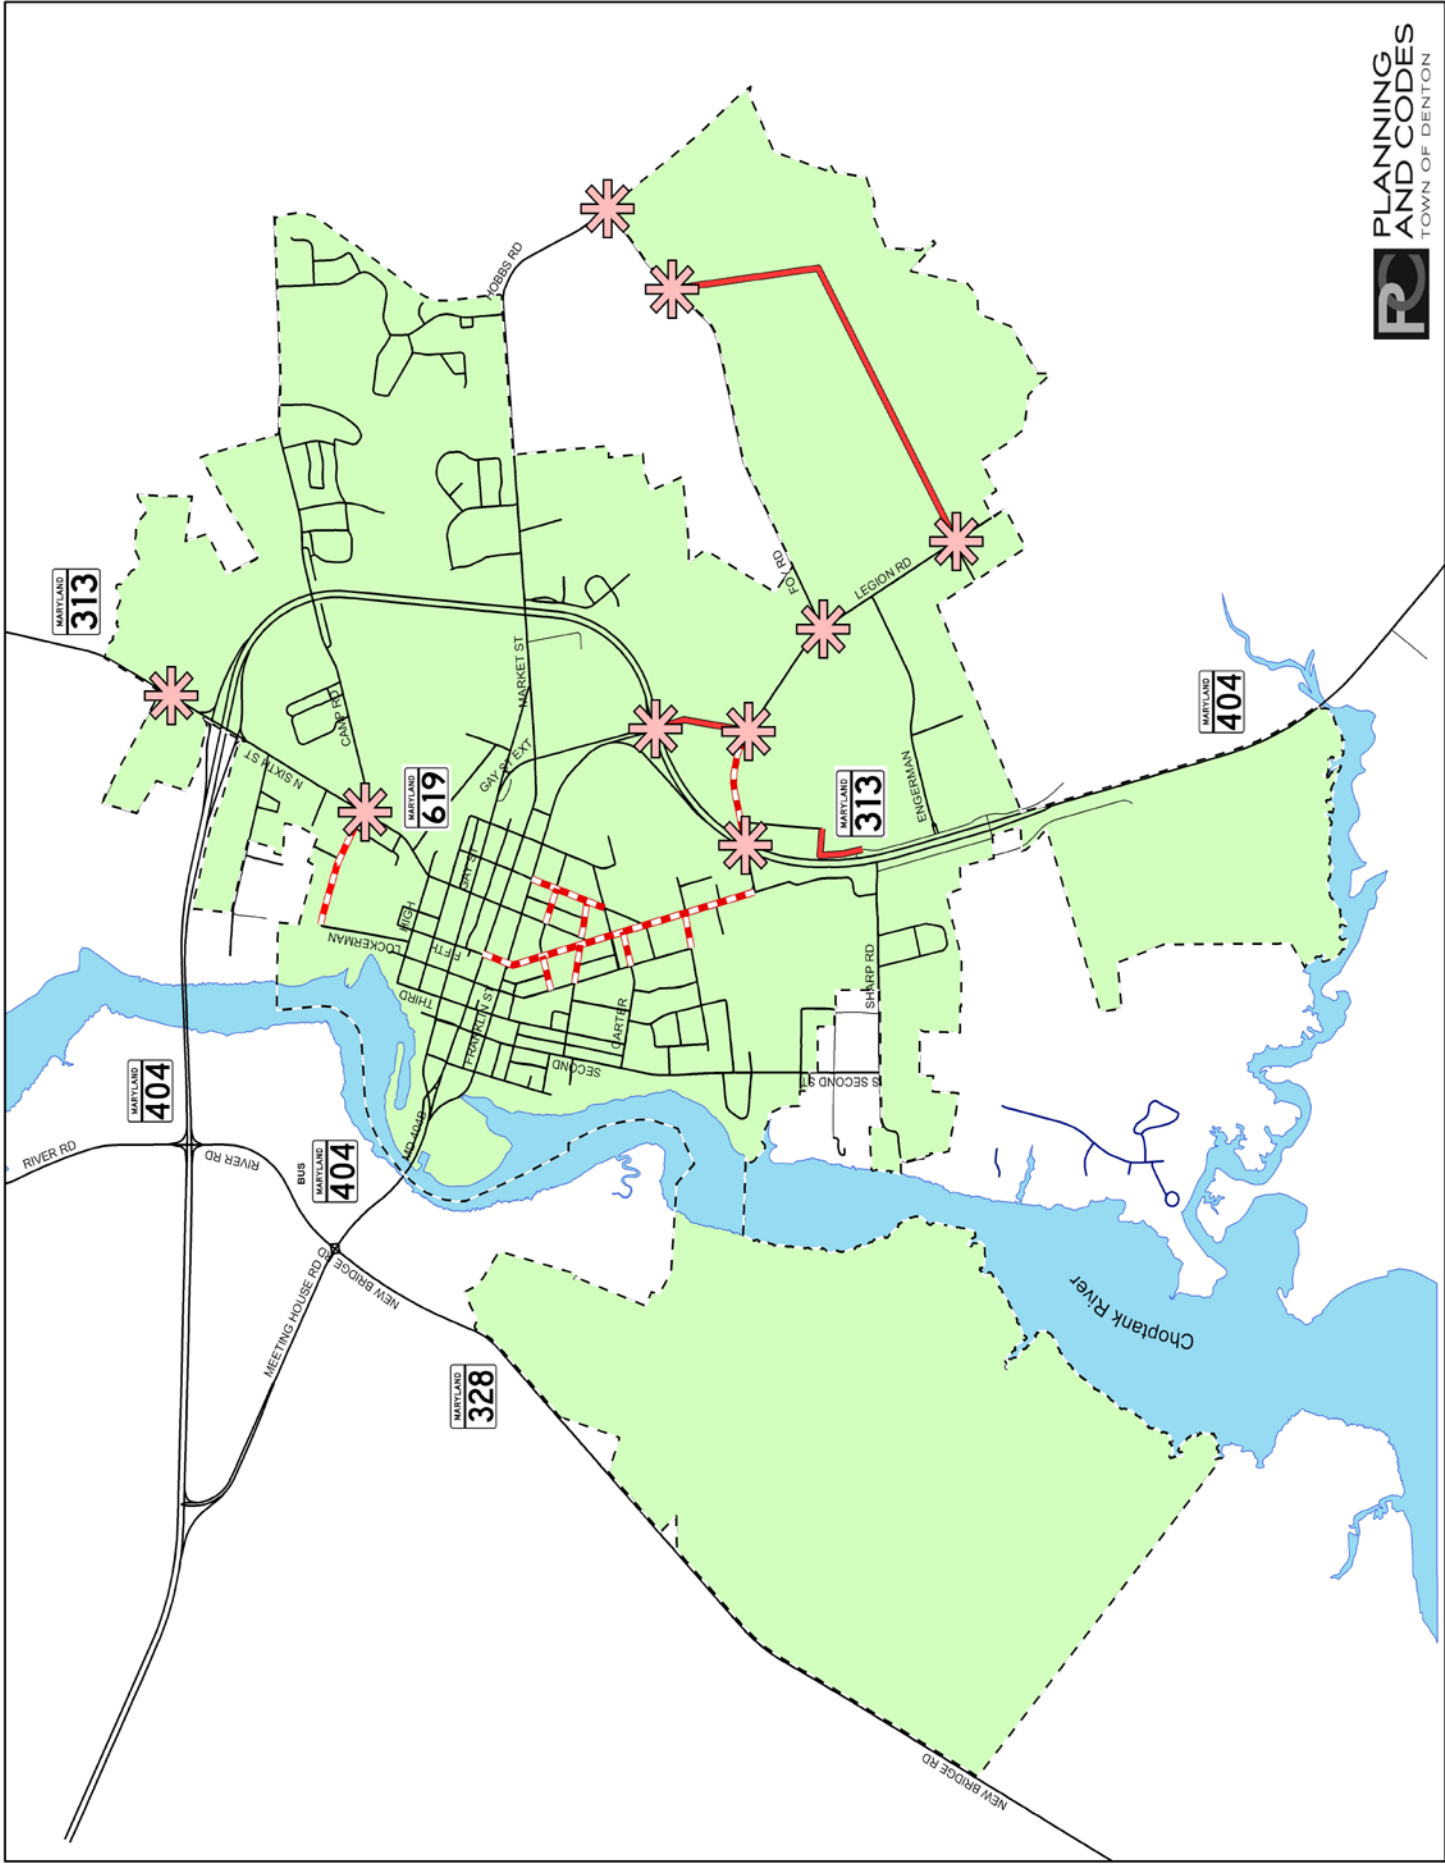 MARYLAND
313
HOBBS RD
PLANNING
AND CODES
TOWN OF DENTON
PC
FOY RD
LEGION RD
MARKET ST
CAMP RD
N SIXTH ST
GAY ST EXT
MARYLAND
619
MARYLAND
313
ENGERMAN
MARYLAND
404
GAY ST
HIGH
LOCKERMAN
FIFTH
THIRD
FRANKLIN ST
CARTER
SECOND
SHARP RD
S SECOND ST
MD 404B
MARYLAND
404
RIVER RD
RIVER RD
BUS
MARYLAND
404
MEETING HOUSE RD
NEW BRIDGE RD
MARYLAND
328
Choptank River
NEW BRIDGE RD